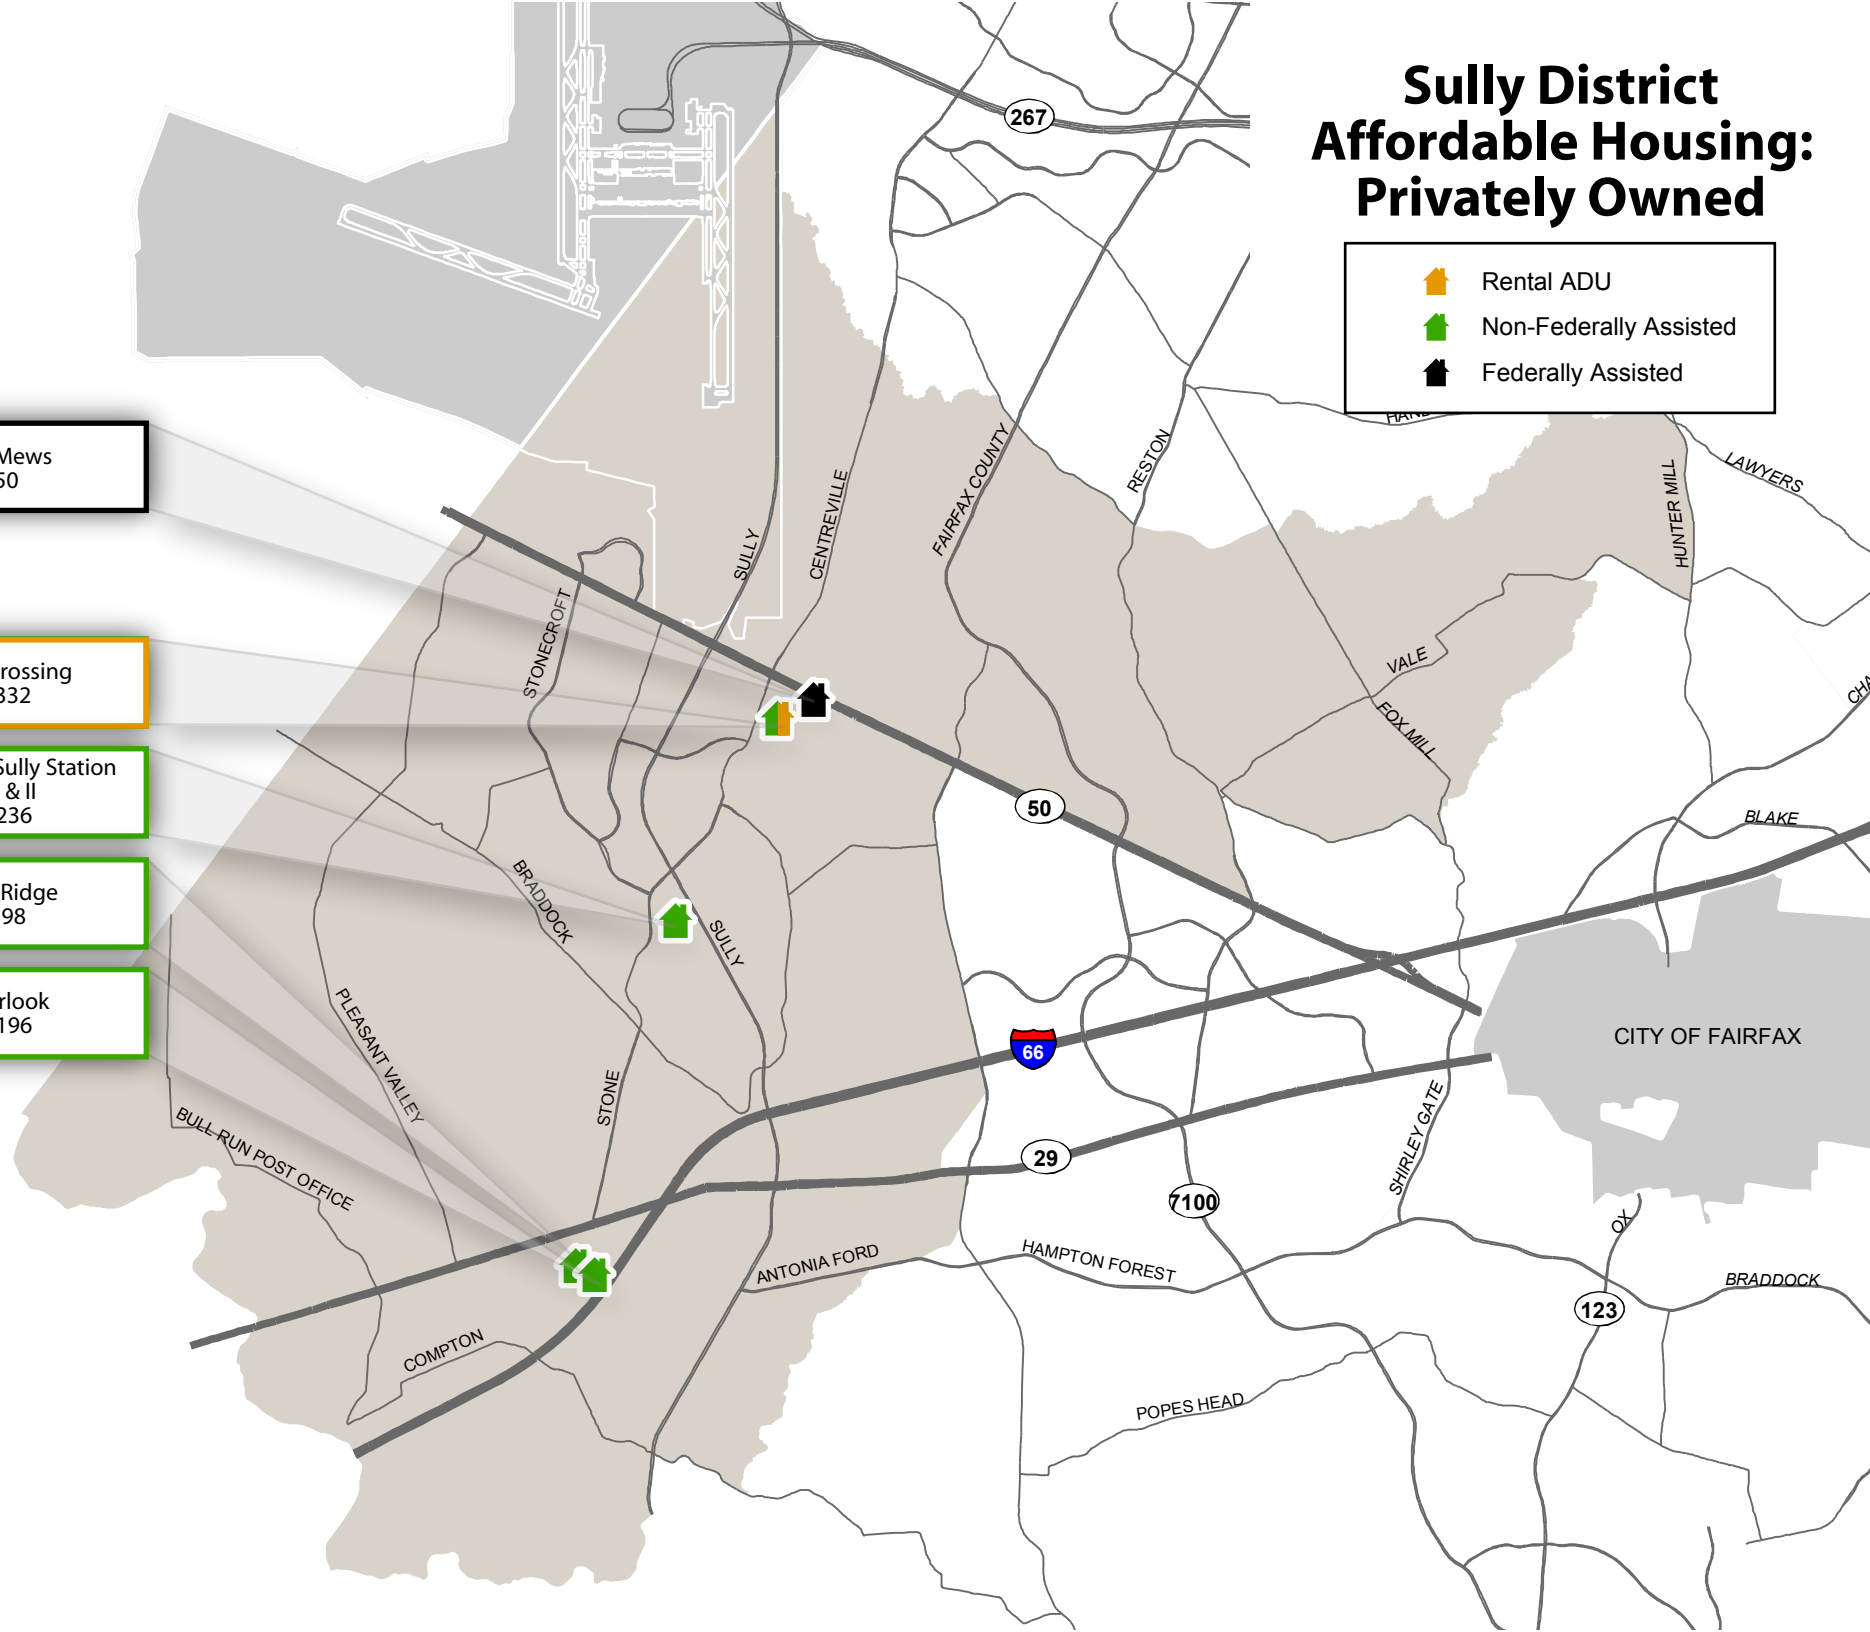 Sully District
Affordable Housing:
Privately Owned
Rental ADU
Non-Federally Assisted
Federally Assisted
267
LAWYERS
HUNTER MILL
RESTON
FAIRFAX COUNTY
CENTREVILLE
SULLY
STONECROFT
Mews
50
VALE
FOX MILL
rossing
332
Sully Station
& II
236
50
BLAKE
BRADDOCK
SULLY
Ridge
98
rlook
196
PLEASANT VALLEY
STONE
66
CITY OF FAIRFAX
BULL RUN POST OFFICE
29
7100
SHIRLEY GATE
OX
ANTONIA FORD
HAMPTON FOREST
BRADDOCK
123
COMPTON
POPES HEAD